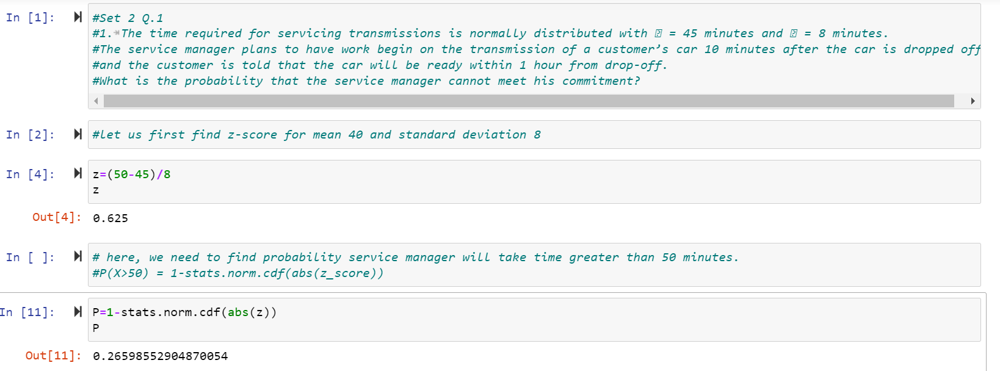 In [1]:
#Set 2 Q.1
#1. The time required for servicing transmissions is normally distributed with = 45 minutes and = 8 minutes.
#The service manager plans to have work begin on the transmission of a customer’s car 10 minutes after the car is dropped off
#and the customer is told that the car will be ready within 1 hour from drop-off.
#What is the probability that the service manager cannot meet his commitment?
In [2]:
#let us first find z-score for mean 40 and standard deviation 8
In [4]:
z=(50-45)/8
z
Out[4]:
0.625
In [ ]:
# here, we need to find probability service manager will take time greater than 50 minutes.
#P(X>50) = 1-stats.norm.cdf(abs(z_score))
In [11]:
P=1-stats.norm.cdf(abs(z))
P
Out[11]:
0.26598552904870054